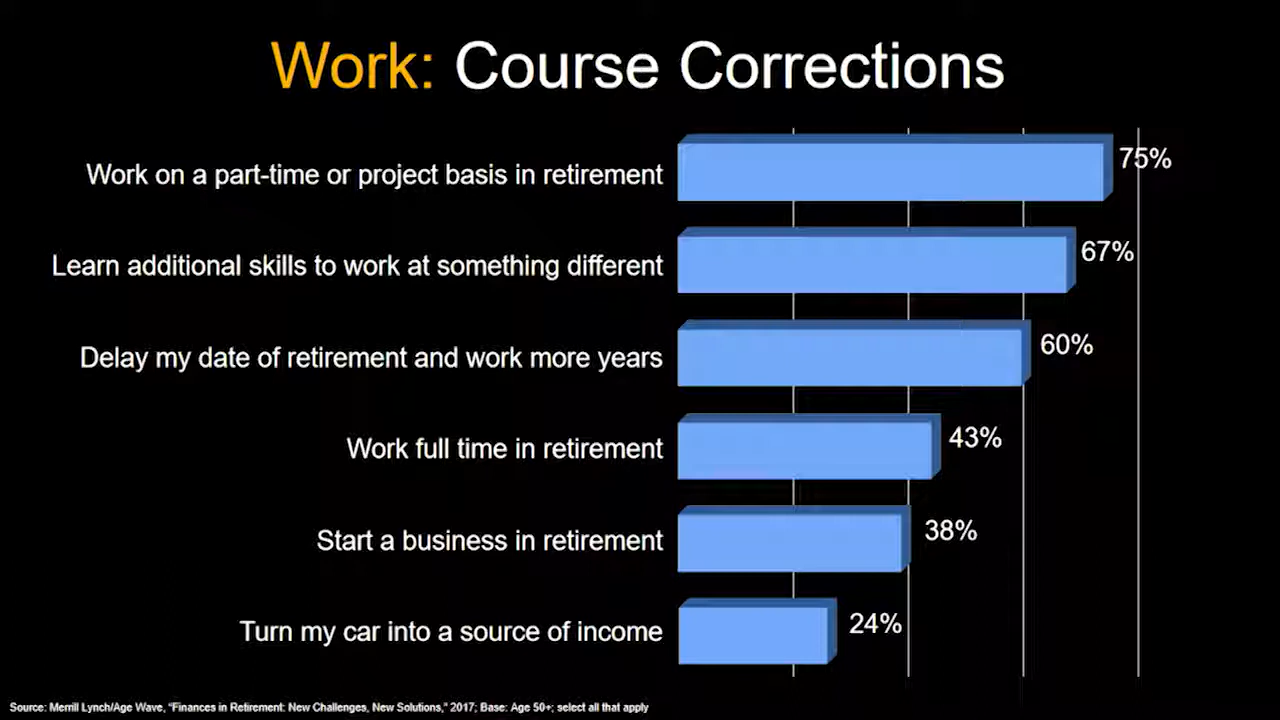 Work: Course Corrections
Work on a part-time or project basis in retirement 75%
Learn additional skills to work at something different 67%
Delay my date of retirement and work more years 60%
Work full time in retirement 43%
Start a business in retirement 38%
Turn my car into a source of income 24%
Source: Merrill Lynch/Age Wave, "Finances in Retirement: New Challenges, New Solutions," 2017; Base: Age 50+; select all that apply